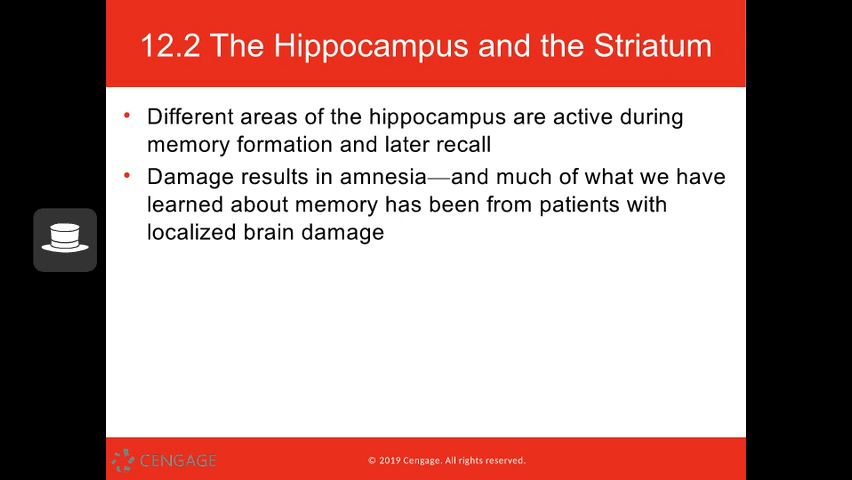 12.2 The Hippocampus and the Striatum
• Different areas of the hippocampus are active during
memory formation and later recall
• Damage results in amnesia—and much of what we have
learned about memory has been from patients with
localized brain damage
CENGAGE
© 2019 Cengage. All rights reserved.